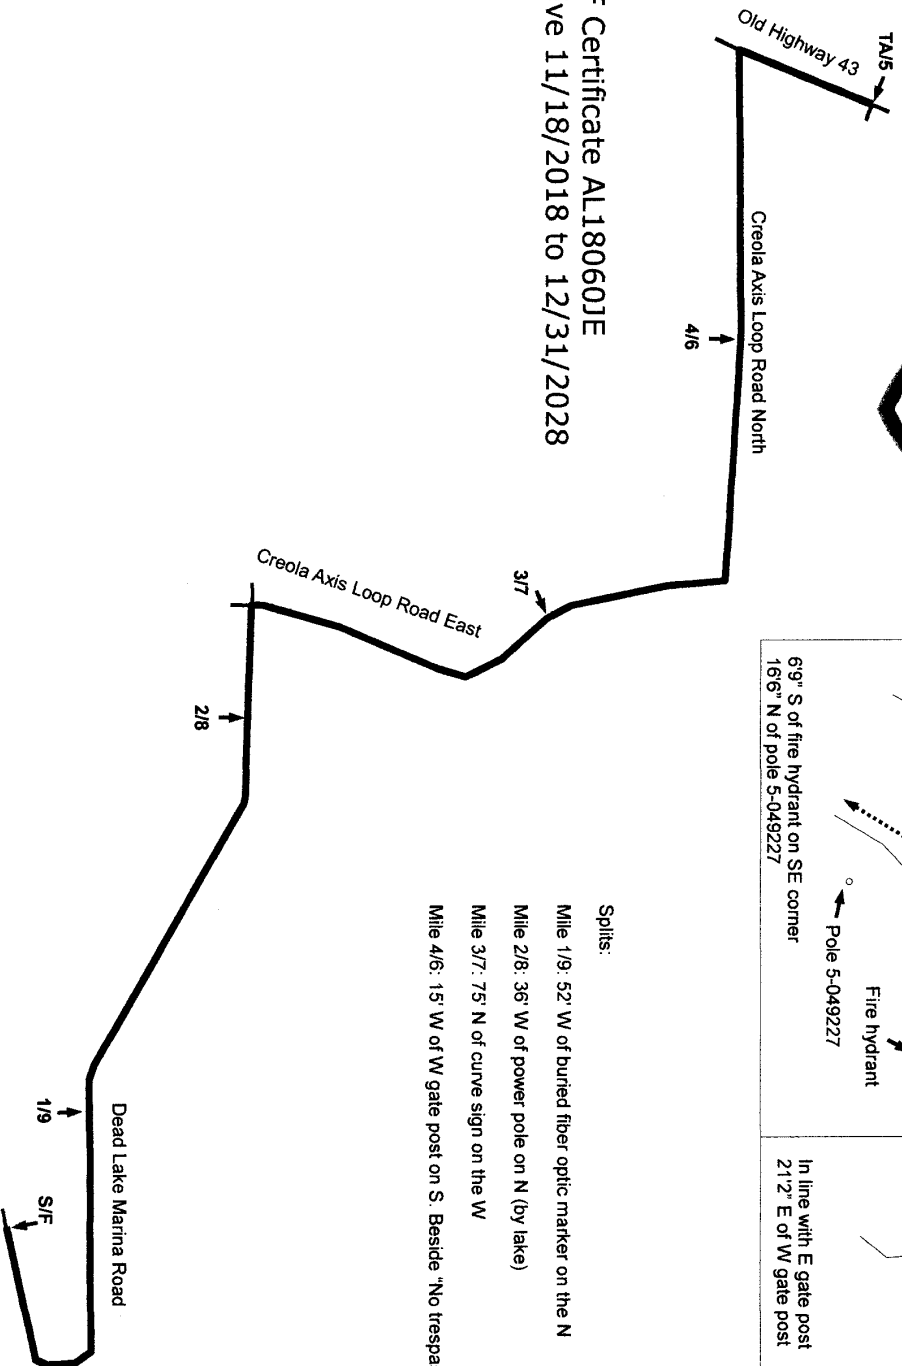 TA/5
Old Highway 43
Creola Axis Loop Road North
4/6
F Certificate AL18060JE
ve 11/18/2018 to 12/31/2028
3/7
Creola Axis Loop Road East
2/8
6'9" S of fire hydrant on SE corner
16'6" N of pole 5-049227
Fire hydrant
Pole 5-049227
In line with E gate post
21'2" E of W gate post
Splits:
Mile 1/9: 52' W of buried fiber optic marker on the N
Mile 2/8: 36' W of power pole on N (by lake)
Mile 3/7: 75' N of curve sign on the W
Mile 4/6: 15' W of W gate post on S. Beside "No trespa
Dead Lake Marina Road
1/9
S/F